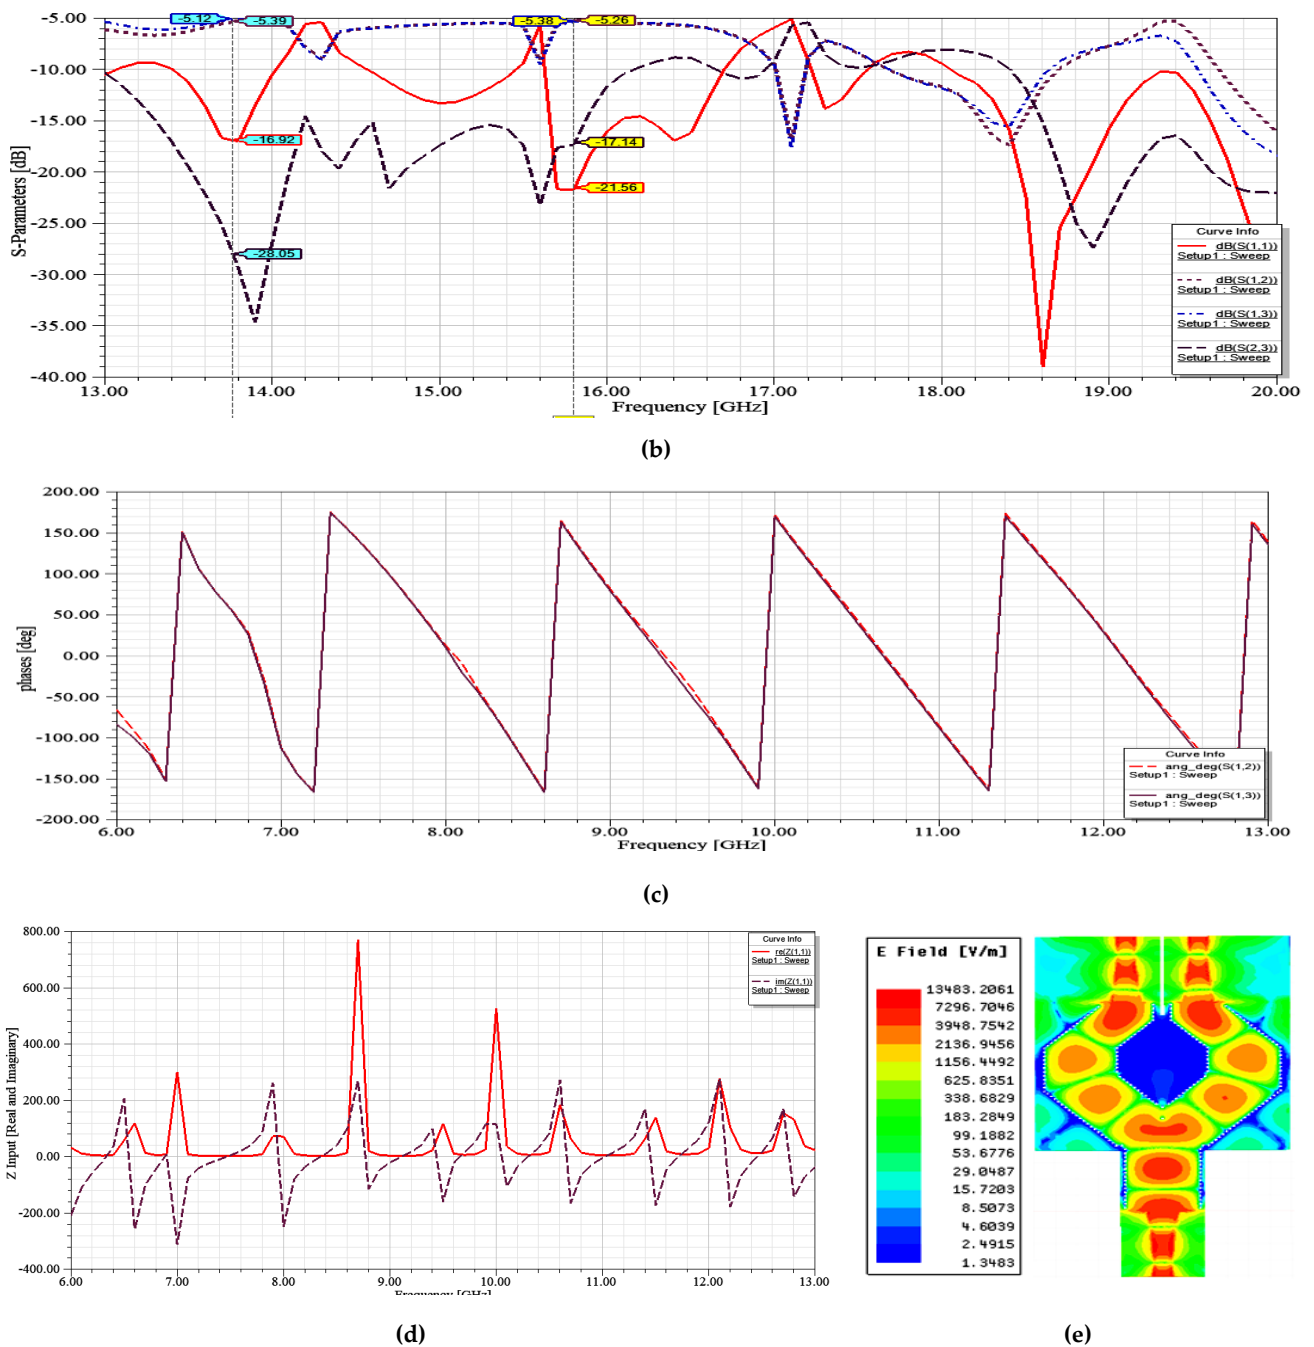 -5.00
-10.00
-15.00
-20.00
-25.00
-30.00
-35.00
-40.00
S-Parameters [dB]
-5.12
-5.39
-5.38
-5.26
-16.92
-17.14
-21.56
-28.05
Curve Info
dB(S(1,1))
Setup1 : Sweep
dB(S(1,2))
Setup1 : Sweep
dB(S(1,3))
Setup1 : Sweep
dB(S(2,3))
Setup1 : Sweep
13.00 14.00 15.00 16.00 17.00 18.00 19.00 20.00
Frequency [GHz]
(b)
200.00
150.00
100.00
50.00
0.00
-50.00
-100.00
-150.00
-200.00
phases [deg]
Curve Info
ang_deg(S(1,2))
Setup1 : Sweep
ang_deg(S(1,3))
Setup1 : Sweep
6.00 7.00 8.00 9.00 10.00 11.00 12.00 13.00
Frequency [GHz]
(c)
800.00
600.00
400.00
200.00
0.00
-200.00
-400.00
Z Input [Real and Imaginary]
Curve Info
re(Z(1,1))
Setup1 : Sweep
im(Z(1,1))
Setup1 : Sweep
6.00 7.00 8.00 9.00 10.00 11.00 12.00 13.00
Frequency [GHz]
(d)
E Field [V/m]
13483.2061
7296.7046
3948.7542
2136.9456
1156.4492
625.8351
338.6829
183.2849
99.1882
53.6776
29.0487
15.7203
8.5073
4.6039
2.4915
1.3483
(e)